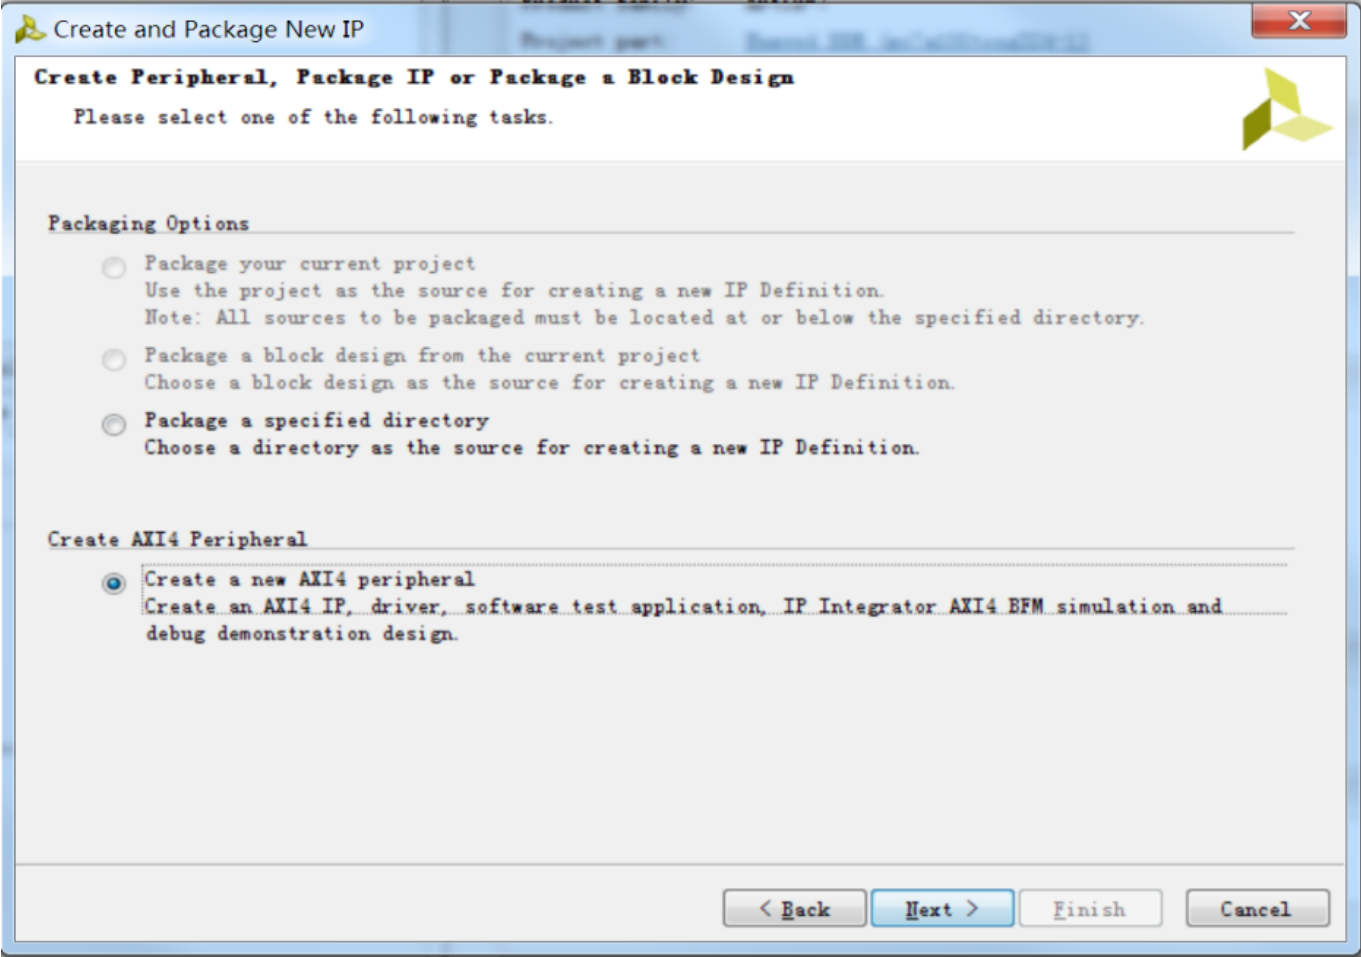 Project part:
Create and Package New IP
Create Peripheral, Package IP or Package a Block Design
Please select one of the following tasks.
Packaging Options
Package your current project
Use the project as the source for creating a new IP Definition.
Note: All sources to be packaged must be located at or below the specified directory.
Package a block design from the current project
Choose a block design as the source for creating a new IP Definition.
Package a specified directory
Choose a directory as the source for creating a new IP Definition.
Create AXI4 Peripheral
Create a new AXI4 peripheral
Create an AXI4 IP, driver, software test application, IP Integrator AXI4 BFM simulation and
debug demonstration design.
< Back
Next >
Finish
Cancel